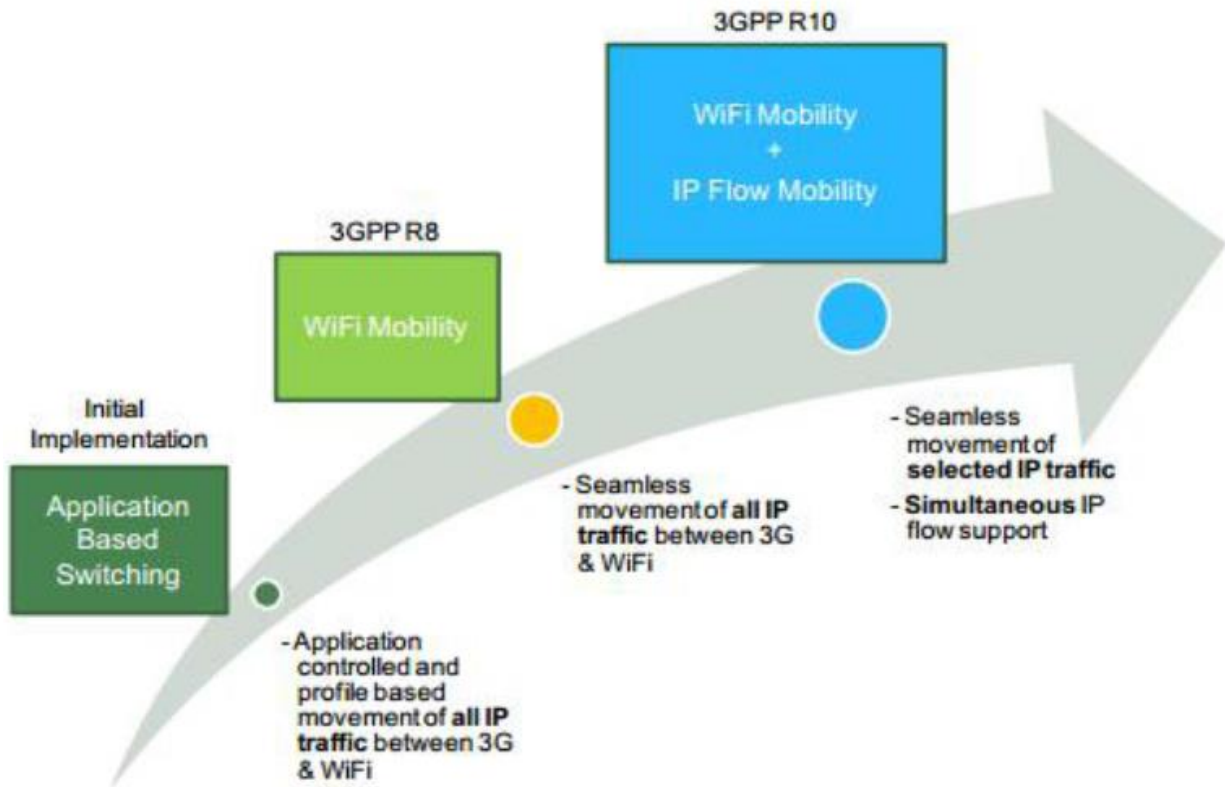 3GPP R10
WiFi Mobility
+
IP Flow Mobility
3GPP R8
WiFi Mobility
Initial
Implementation
Application
Based
Switching
- Seamless
movement of
selected IP traffic
- Simultaneous IP
flow support
- Seamless
movement of all IP
traffic between 3G
& WiFi
- Application
controlled and
profile based
movement of all IP
traffic between 3G
& WiFi